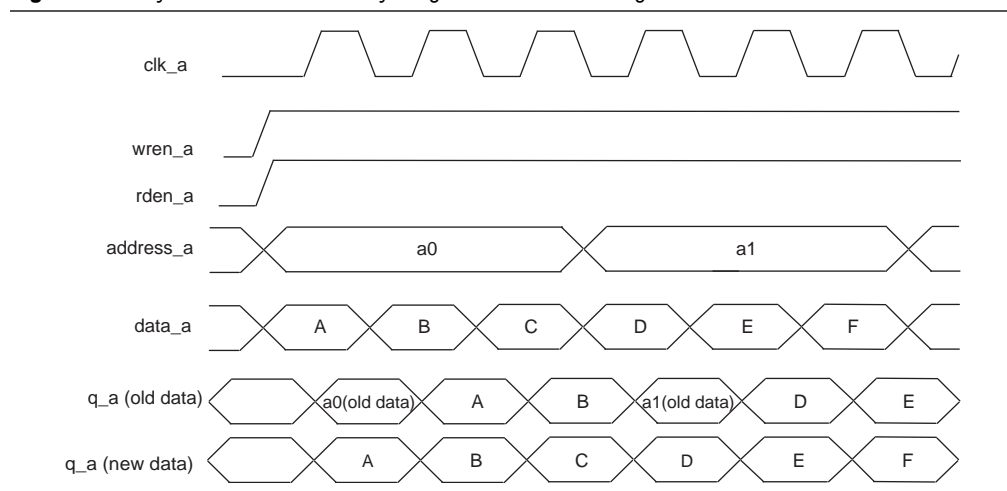 clk_a
wren_a
rden_a
address_a a0 a1
data_a A B C D E F
q_a (old data) a0(old data) A B a1(old data) D E
q_a (new data) A B C D E F